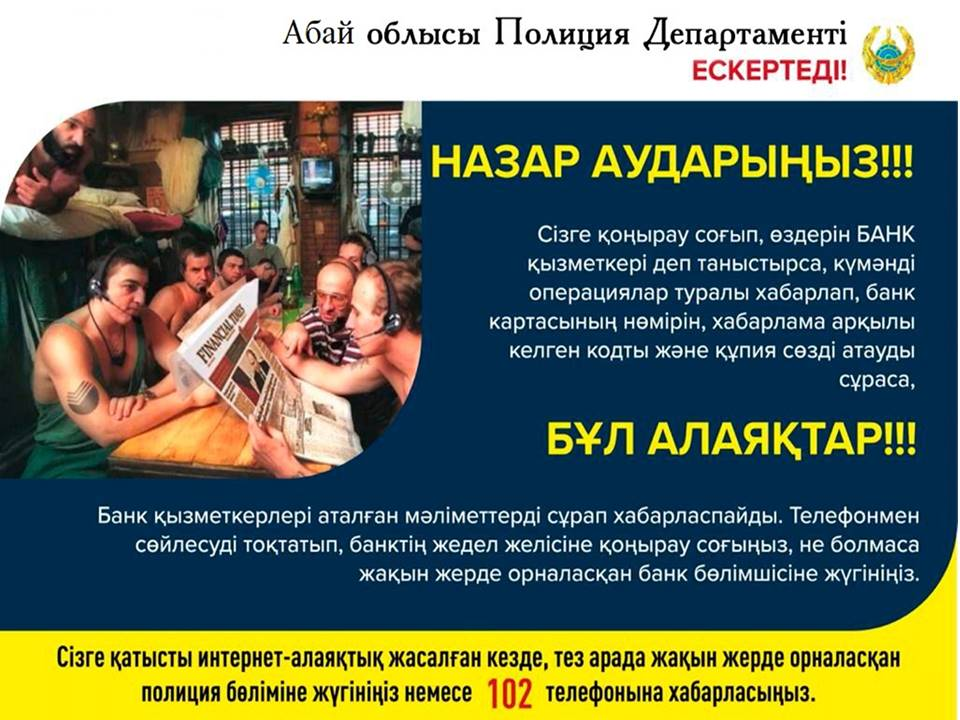 Абай облысы Полиция Департаменті
ЕСКЕРТЕДІ!
НАЗАР АУДАРЫҢЫЗ!!!
Сізге қоңырау соғып, өздерін БАНК
қызметкері деп таныстырса, күмәнді
операциялар туралы хабарлап, банк
картасының нөмірін, хабарлама арқылы
келген кодты және құпия сөзді атауды
сұраса,
FINANCIAL TIMES
БҰЛ АЛАЯҚТАР!!!
Банк қызметкерлері аталған мәліметтерді сұрап хабарласпайды. Телефонмен
сөйлесуді тоқтатып, банктің жедел желісіне қоңырау соғыңыз, не болмаса
жақын жерде орналасқан банк бөлімшісіне жүгініңіз.
Сізге қатысты интернет-алаяқтық жасалған кезде, тез арада жақын жерде орналасқан
полиция бөліміне жүгініңіз немесе 102 телефонына хабарласыңыз.